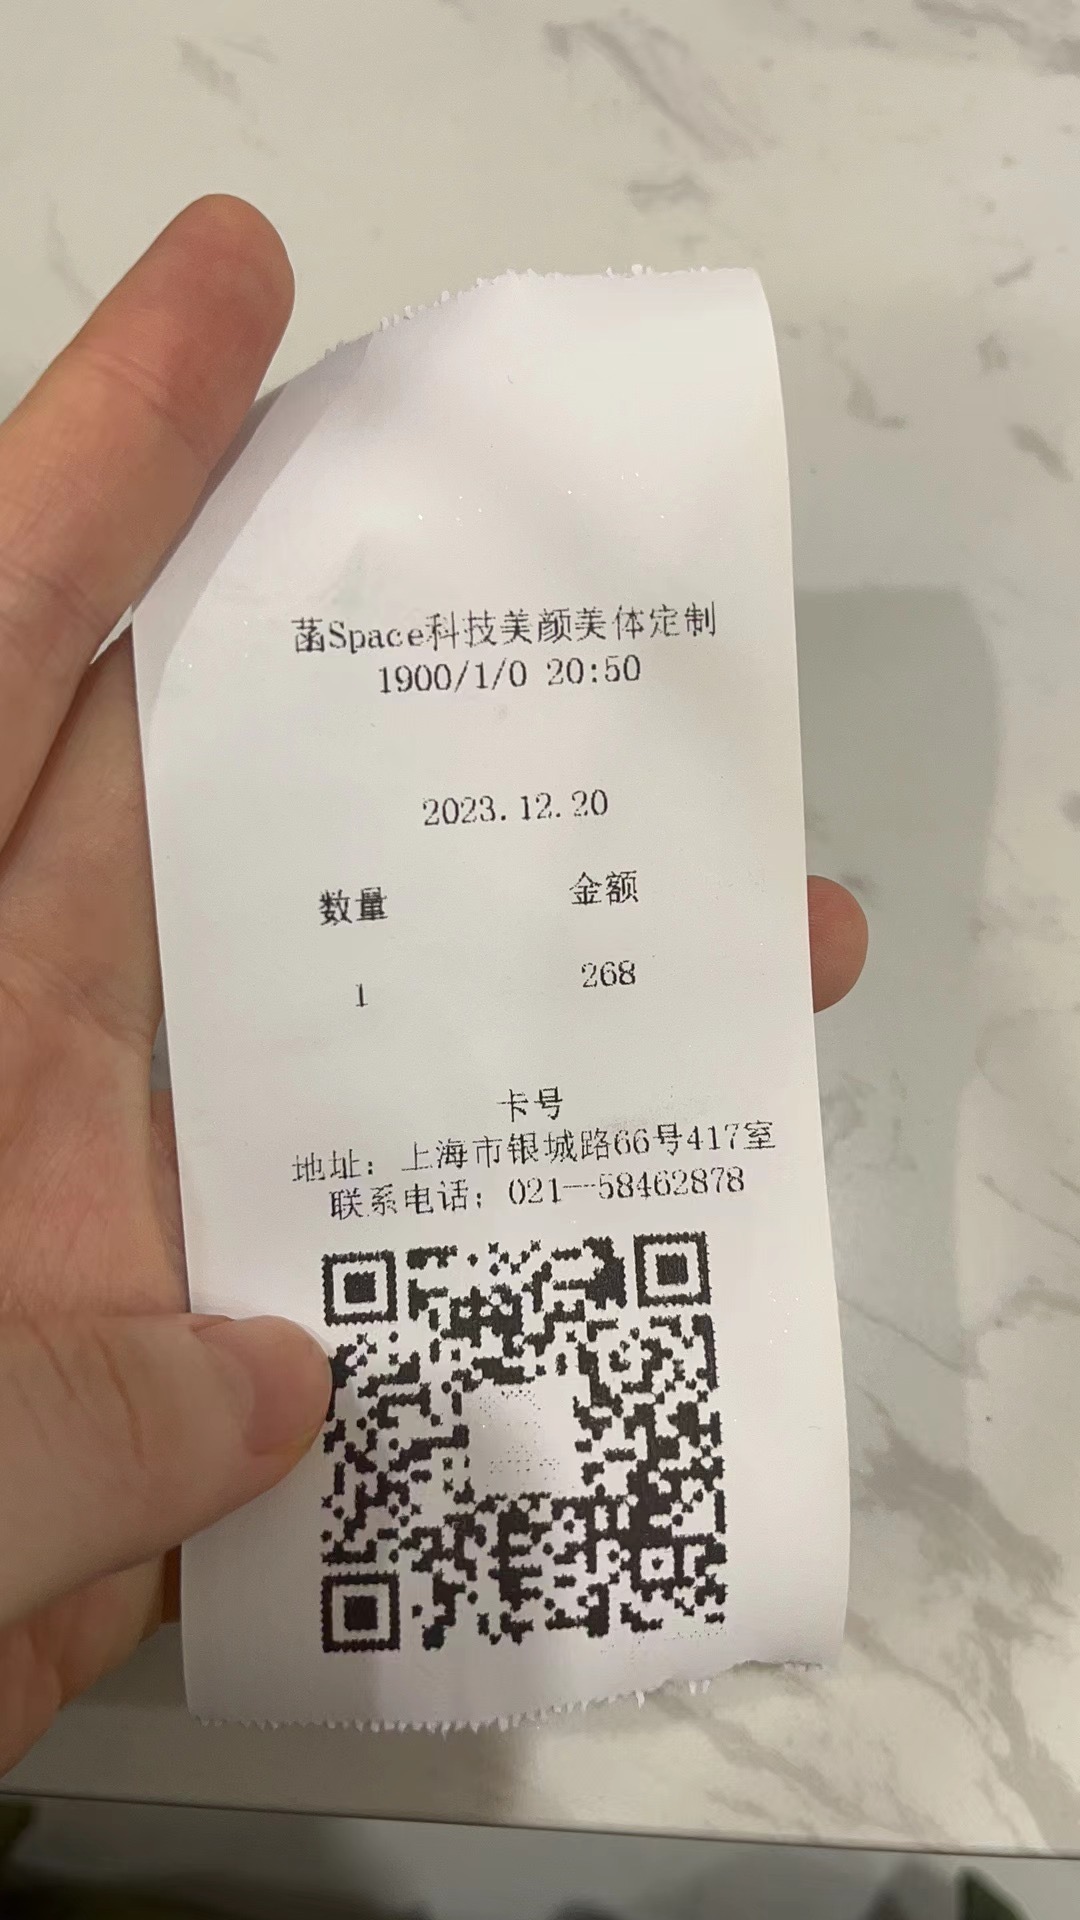 菡Space科技美颜美体定制
1900/1/0 20:50
2023.12.20
数量 金额
1 268
卡号
地址：上海市银城路66号417室
联系电话：021—58462878